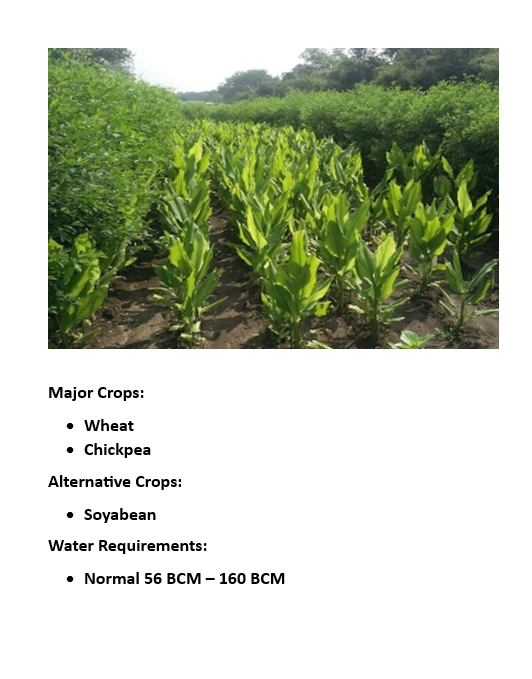 Major Crops:
• Wheat
• Chickpea
Alternative Crops:
• Soyabean
Water Requirements:
• Normal 56 BCM – 160 BCM